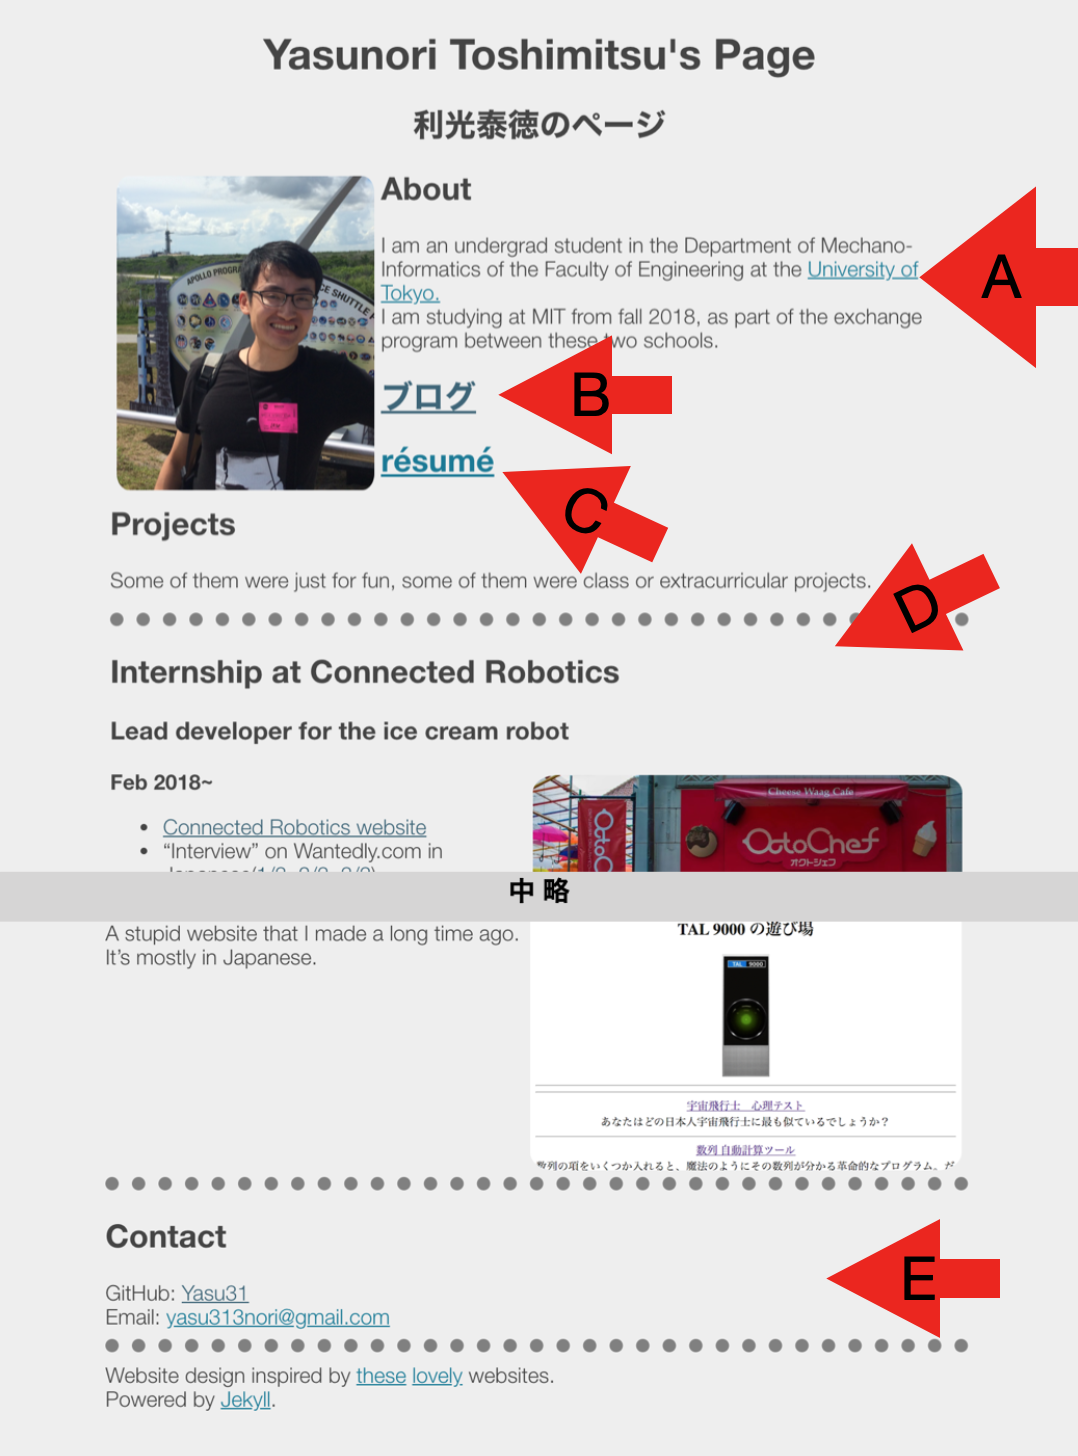 Yasunori Toshimitsu's Page
利光泰徳のページ
About
I am an undergrad student in the Department of Mechano-
Informatics of the Faculty of Engineering at the University of
Tokyo.
I am studying at MIT from fall 2018, as part of the exchange
program between these two schools.
ブログ
résumé
A
B
C
D
E
APOLLO PROGR
CE SHUTTLE
Projects
Some of them were just for fun, some of them were class or extracurricular projects.
Internship at Connected Robotics
Lead developer for the ice cream robot
Feb 2018~
• Connected Robotics website
• “Interview” on Wantedly.com in
Cheese Waag Cafe
OctoC
OctoChef
オクトシェフ
中 略
A stupid website that I made a long time ago.
It’s mostly in Japanese.
TAL 9000 の遊び場
TAL 9000
宇宙飛行士 心理テスト
あなたはどの日本人宇宙飛行士に最も似ているでしょうか？
数列 自動計算ツール
数列の項をいくつか入れると、魔法のようにその数列が分かる革命的なプログラム。だ
Contact
GitHub: Yasu31
Email: yasu313nori@gmail.com
Website design inspired by these lovely websites.
Powered by Jekyll.